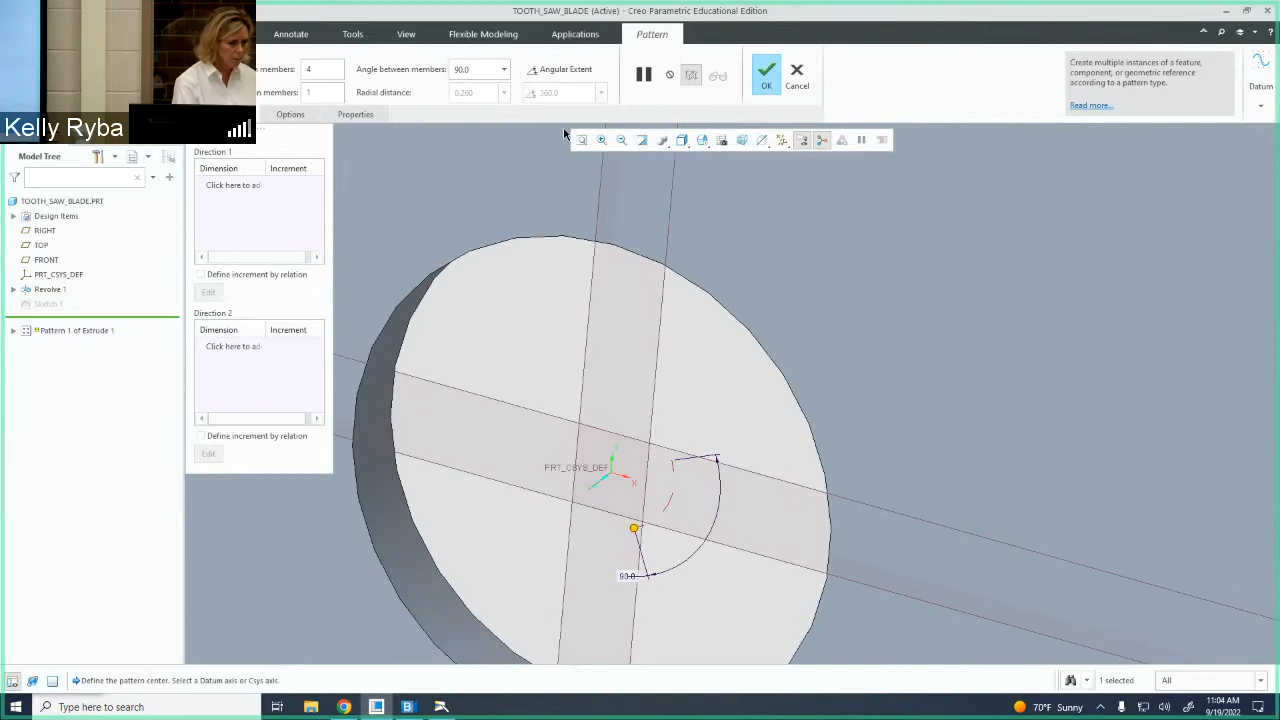 TOOTH_SAW_BLADE (Active) - Creo Parametric Educational Edition
Annotate Tools View Flexible Modeling Applications Pattern
members: 4 Angle between members: 90.0 Angular Extent
members: 1 Radial distance: 0.260 360.0
OK Cancel
Create multiple instances of a feature,
component, or geometric reference
according to a pattern type.
Read more...
Datum
Options Properties
Kelly Ryba
Model Tree
TOOTH_SAW_BLADE.PRT
Design Items
RIGHT
TOP
FRONT
PRT_CSYS_DEF
Revolve 1
Sketch 1
Pattern 1 of Extrude 1
Direction 1
Dimension Increment
Click here to ad
Define increment by relation
Edit
Direction 2
Dimension Increment
Click here to ad
Define increment by relation
Edit
PRT_CSYS_DEF
x
90.0
Define the pattern center. Select a Datum axis or Csys axis.
1 selected All
Type here to search
70°F Sunny
11:04 AM
9/19/2022